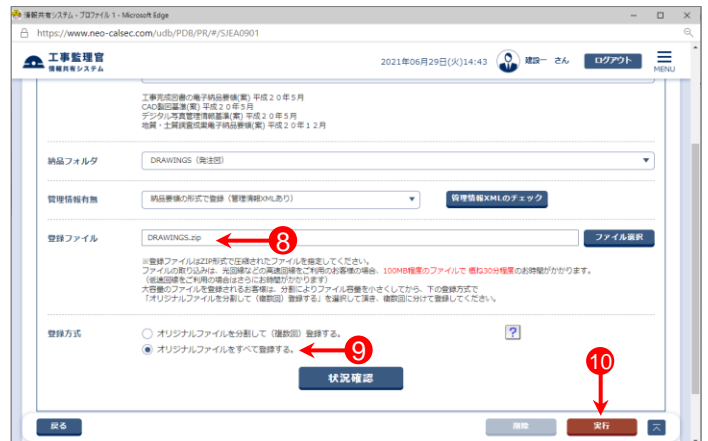 情報共有システム - プロファイル 1 - Microsoft Edge
https://www.neo-calsec.com/udb/PDB/PR/#/SJEA0901
工事監理官
情報共有システム
2021年06月29日(火)14:43
建設一 さん
ログアウト
MENU
工事完成図書の電子納品要領(案) 平成20年5月
CAD製図基準(案) 平成20年5月
デジタル写真管理情報基準(案) 平成20年5月
地質・土質調査成果電子納品要領(案) 平成20年12月
納品フォルダ
DRAWINGS（発注図）
管理情報有無
納品要領の形式で登録（管理情報XMLあり）
管理情報XMLのチェック
登録ファイル
DRAWINGS.zip
8
ファイル選択
※登録ファイルはZIP形式で圧縮されたファイルを指定してください。
ファイルの取り込みは、光回線などの高速回線をご利用のお客様の場合、100MB程度のファイルで 概ね30分程度のお時間がかかります。
（低速回線をご利用の場合はさらにお時間がかかります）
大容量のファイルを登録されるお客様は、分割によりファイル容量を小さくしてから、下の登録方式で
「オリジナルファイルを分割して（複数回）登録する」を選択して頂き、複数回に分けて登録してください。
登録方式
オリジナルファイルを分割して（複数回）登録する。
?
オリジナルファイルをすべて登録する。
9
10
状況確認
戻る
削除
実行